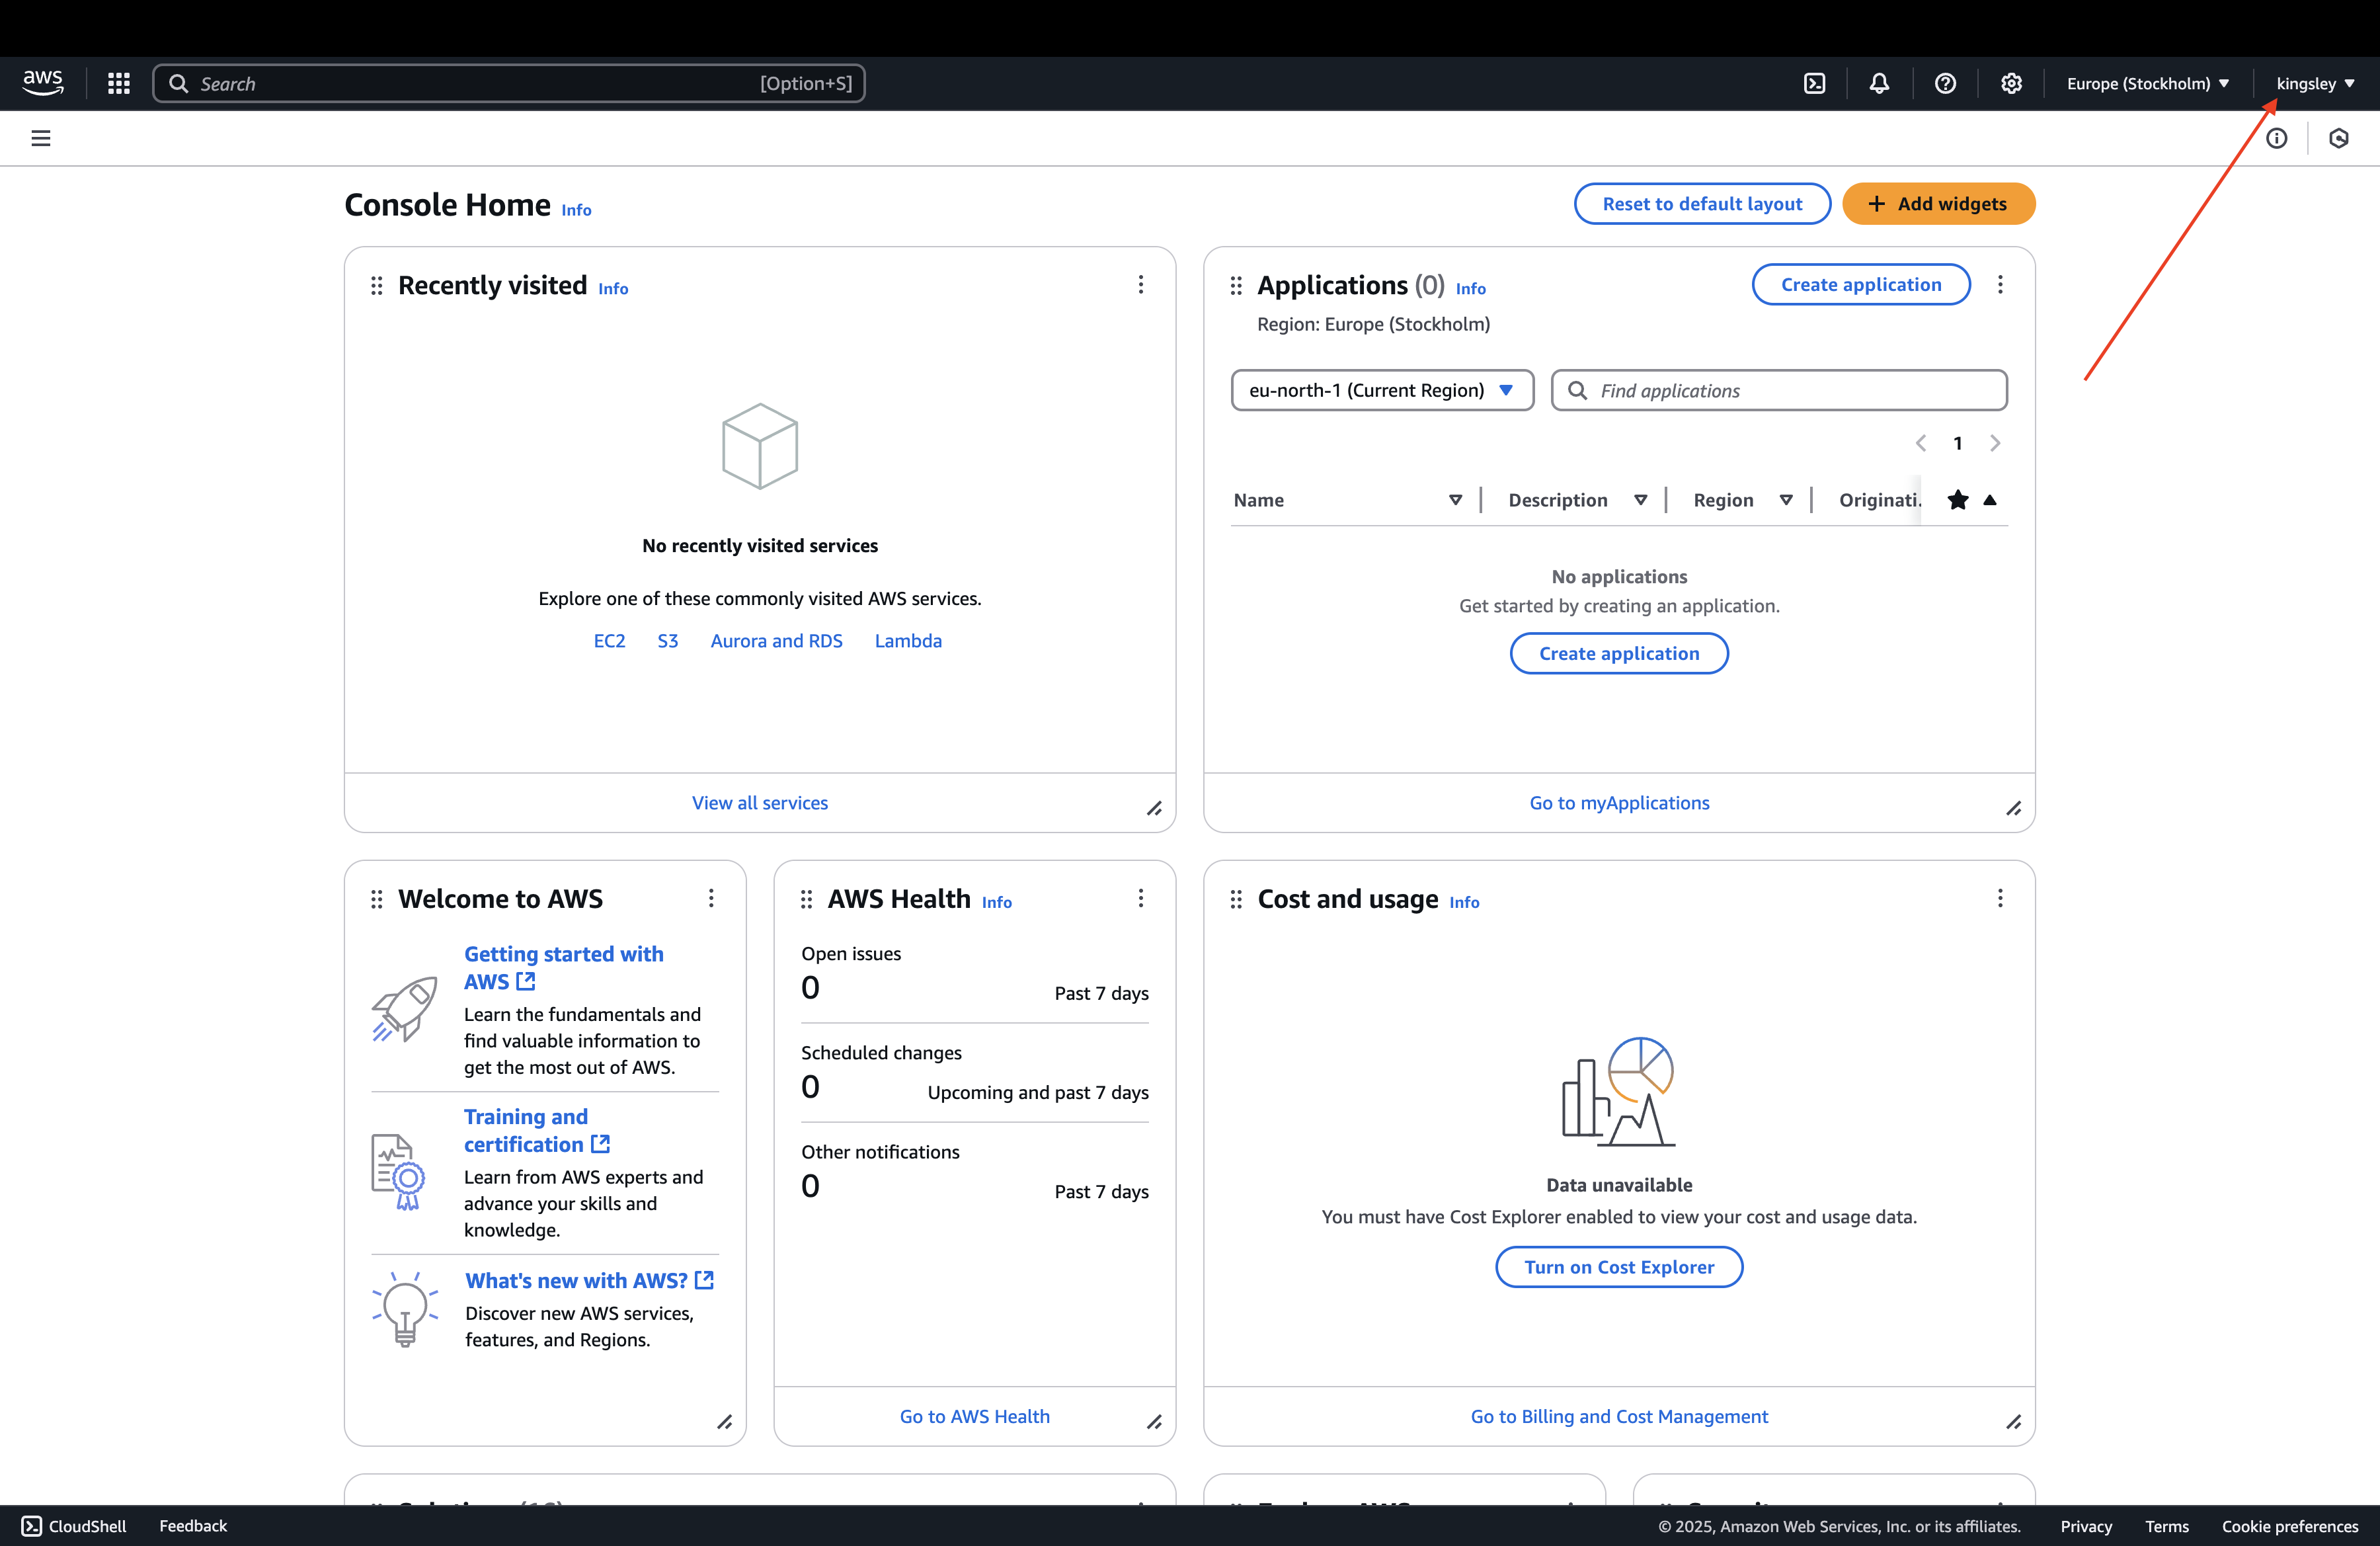 aws
Search
[Option+S]
Europe (Stockholm)
kingsley
Console Home Info
Reset to default layout
Add widgets
Recently visited Info
No recently visited services
Explore one of these commonly visited AWS services.
EC2 S3 Aurora and RDS Lambda
View all services
Applications (0) Info
Create application
Region: Europe (Stockholm)
eu-north-1 (Current Region)
Find applications
1
Name Description Region Originati.
No applications
Get started by creating an application.
Create application
Go to myApplications
Welcome to AWS
Getting started with
AWS
Learn the fundamentals and
find valuable information to
get the most out of AWS.
Training and
certification
Learn from AWS experts and
advance your skills and
knowledge.
What's new with AWS?
Discover new AWS services,
features, and Regions.
AWS Health Info
Open issues
0 Past 7 days
Scheduled changes
0 Upcoming and past 7 days
Other notifications
0 Past 7 days
Go to AWS Health
Cost and usage Info
Data unavailable
You must have Cost Explorer enabled to view your cost and usage data.
Turn on Cost Explorer
Go to Billing and Cost Management
CloudShell Feedback
© 2025, Amazon Web Services, Inc. or its affiliates. Privacy Terms Cookie preferences